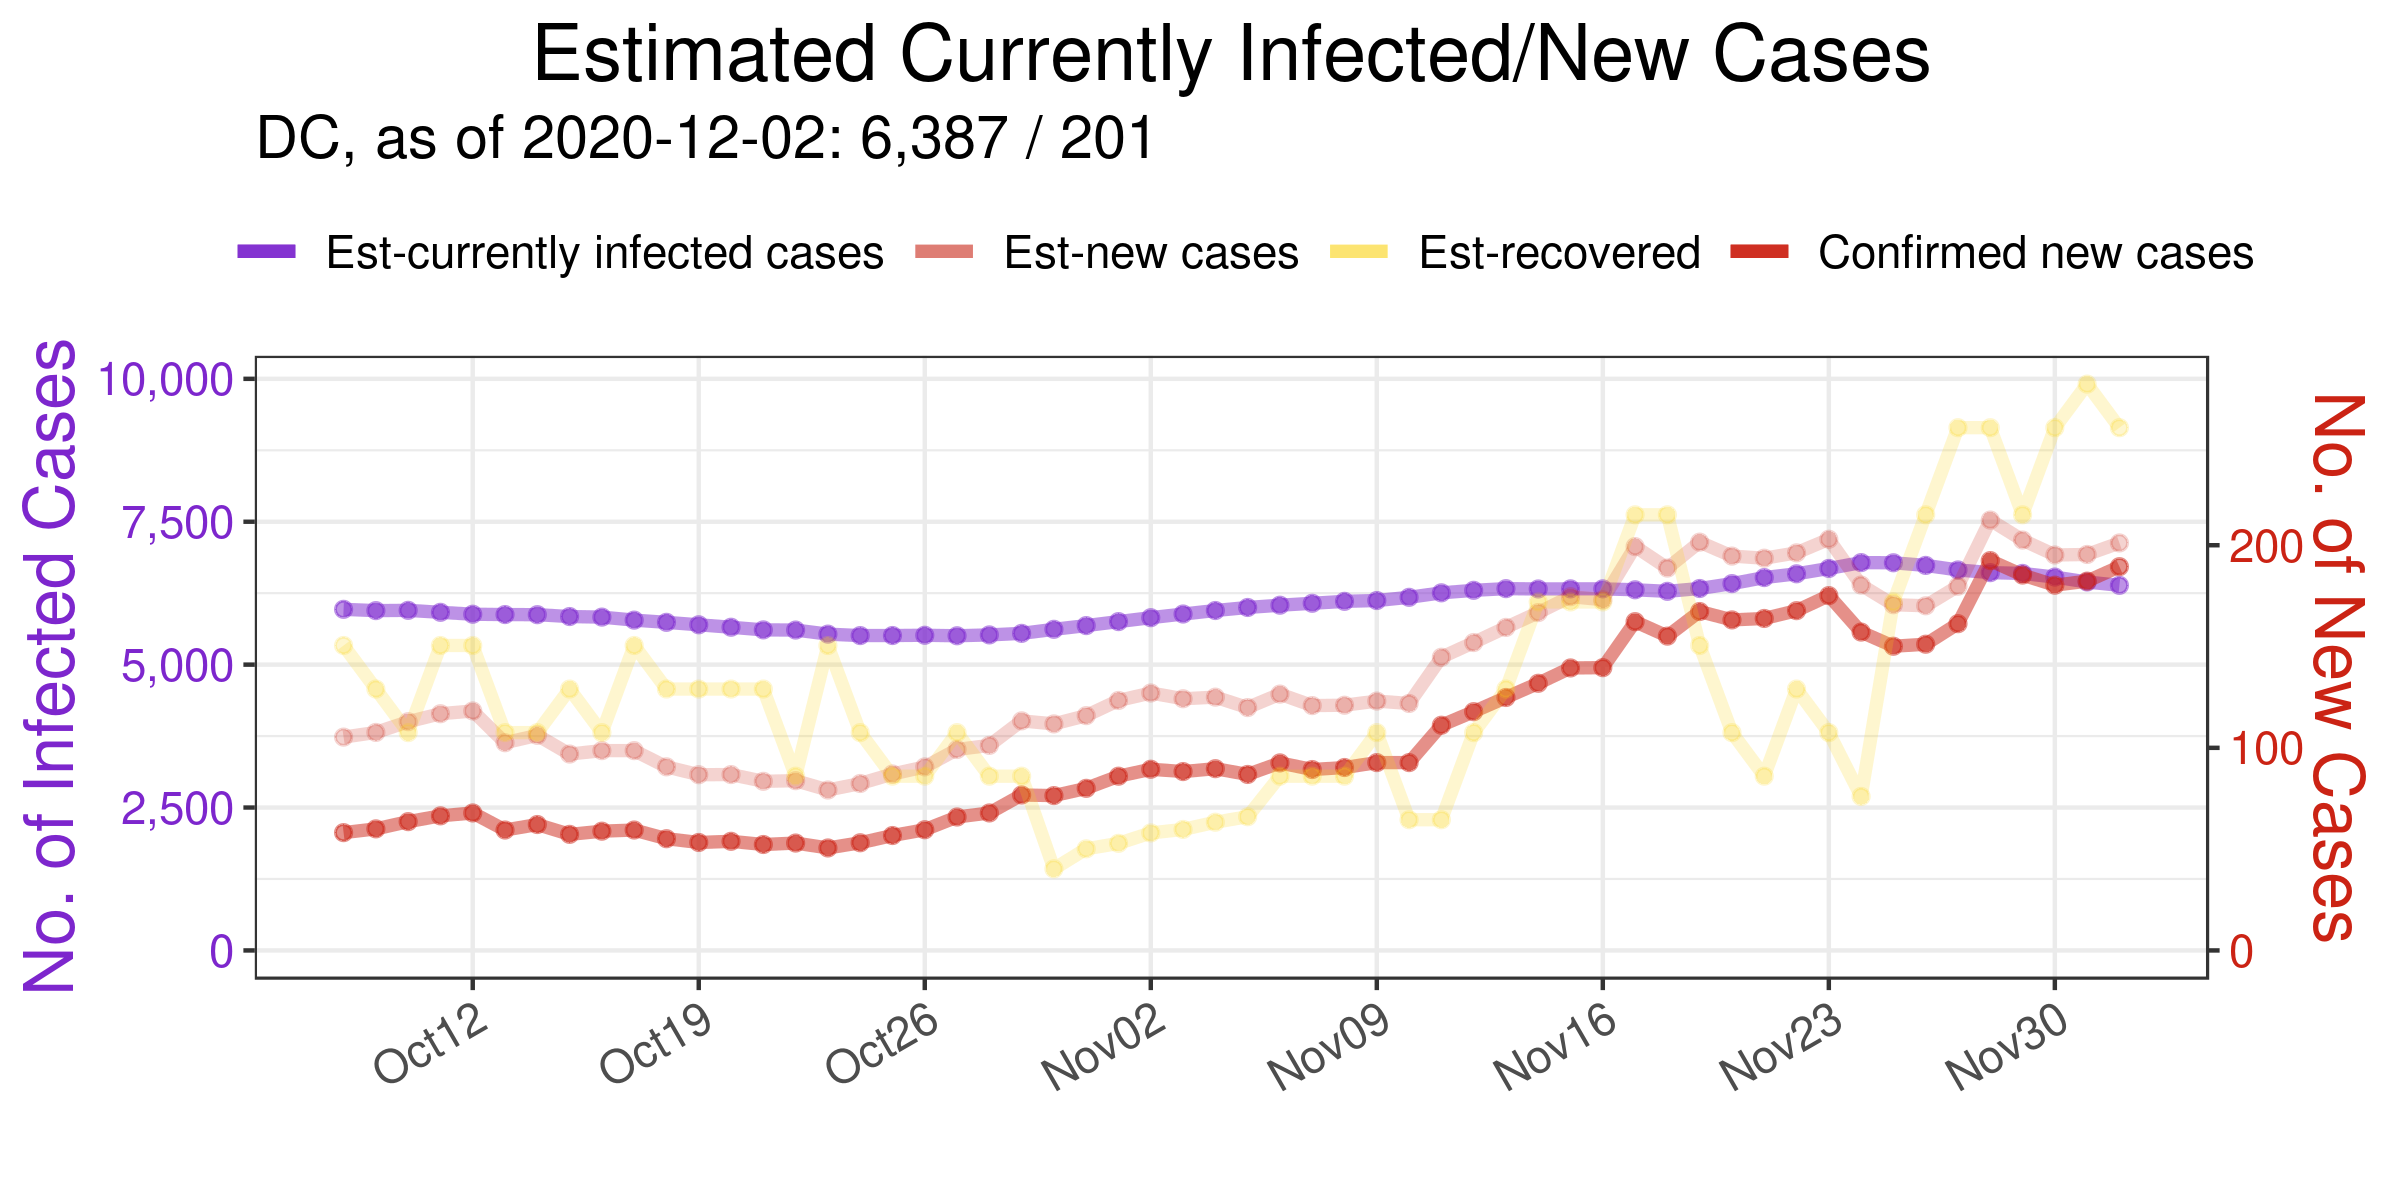 Estimated Currently Infected/New Cases
DC, as of 2020-12-02: 6,387 / 201
Est-currently infected cases Est-new cases Est-recovered Confirmed new cases
No. of Infected Cases
10,000
7,500
5,000
2,500
0
200
100
0
No. of New Cases
Oct12 Oct19 Oct26 Nov02 Nov09 Nov16 Nov23 Nov30